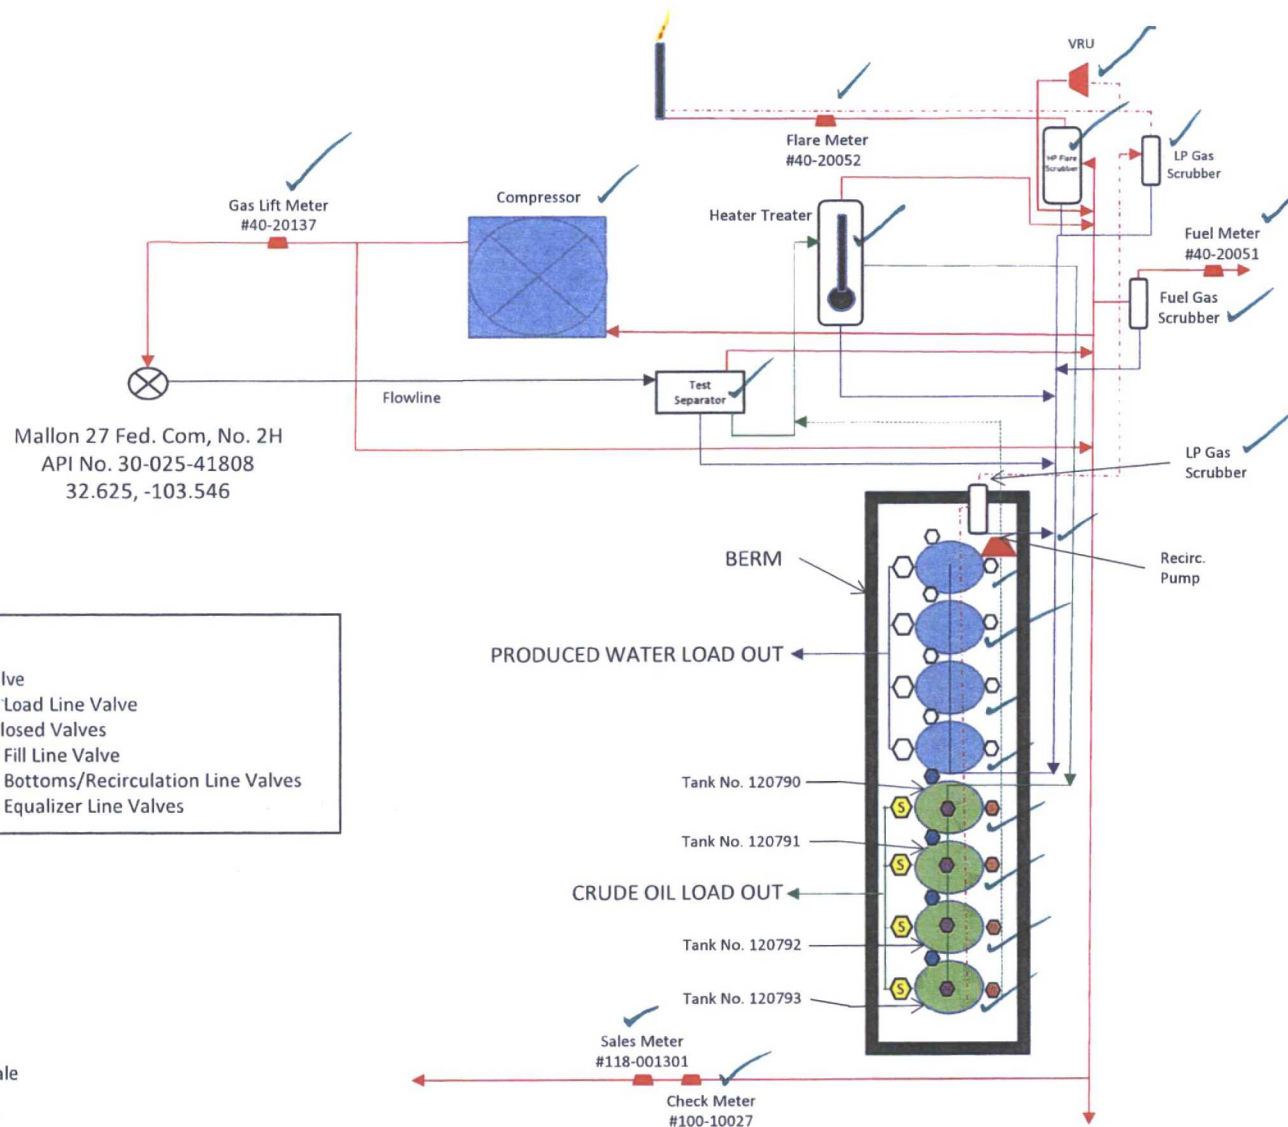 VRU
Flare Meter
#40-20052
HP Flare
Scrubber
LP Gas
Scrubber
Gas Lift Meter
#40-20137
Compressor
Heater Treater
Fuel Meter
#40-20051
Fuel Gas
Scrubber
Flowline
Test
Separator
Mallon 27 Fed. Com, No. 2H
API No. 30-025-41808
32.625, -103.546
LP Gas
Scrubber
BERM
Recirc.
Pump
PRODUCED WATER LOAD OUT
lve
Load Line Valve
losed Valves
Fill Line Valve
Bottoms/Recirculation Line Valves
Equalizer Line Valves
Tank No. 120790
S
Tank No. 120791
S
CRUDE OIL LOAD OUT
S
Tank No. 120792
S
Tank No. 120793
Sales Meter
#118-001301
ale
Check Meter
#100-10027